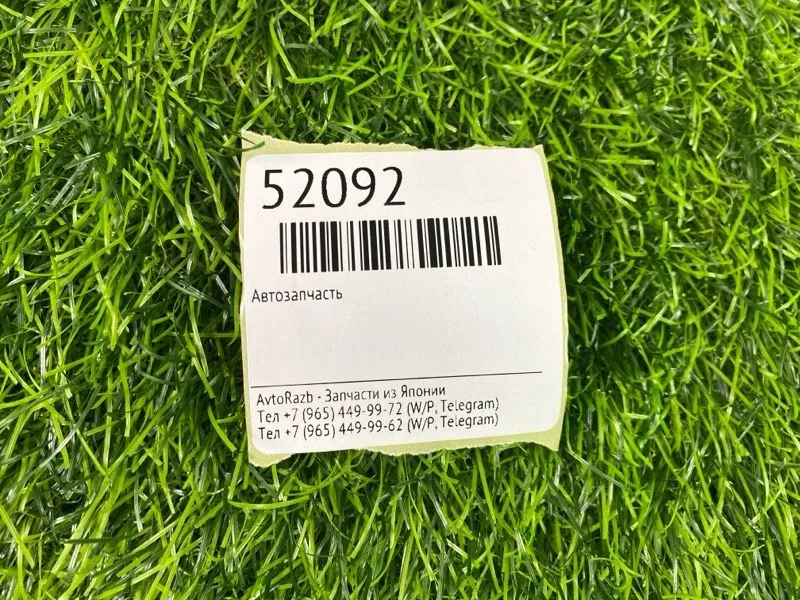 52092
Автозапчасть
AvtoRazb - Запчасти из Японии
Тел +7 (965) 449-99-72 (W/P, Telegram)
Тел +7 (965) 449-99-62 (W/P, Telegram)